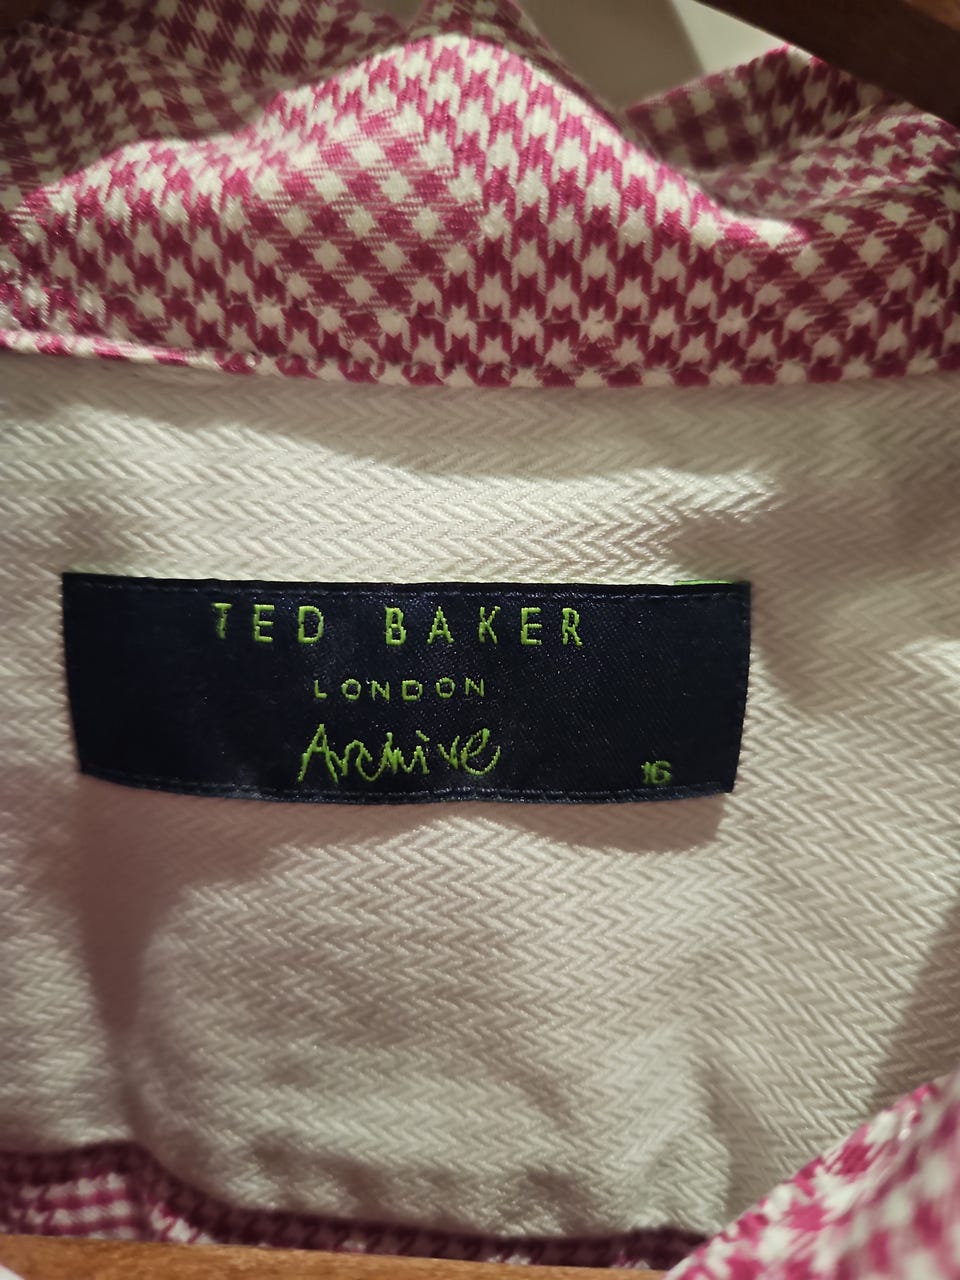 TED BAKER
LONDON
Archive
16